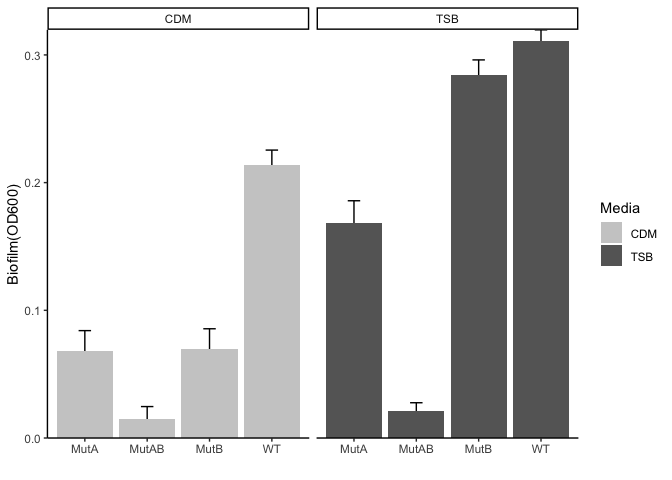 CDM TSB
0.3
0.2
0.1
0.0
Biofilm(OD600)
MutA MutAB MutB WT MutA MutAB MutB WT
Media
CDM
TSB